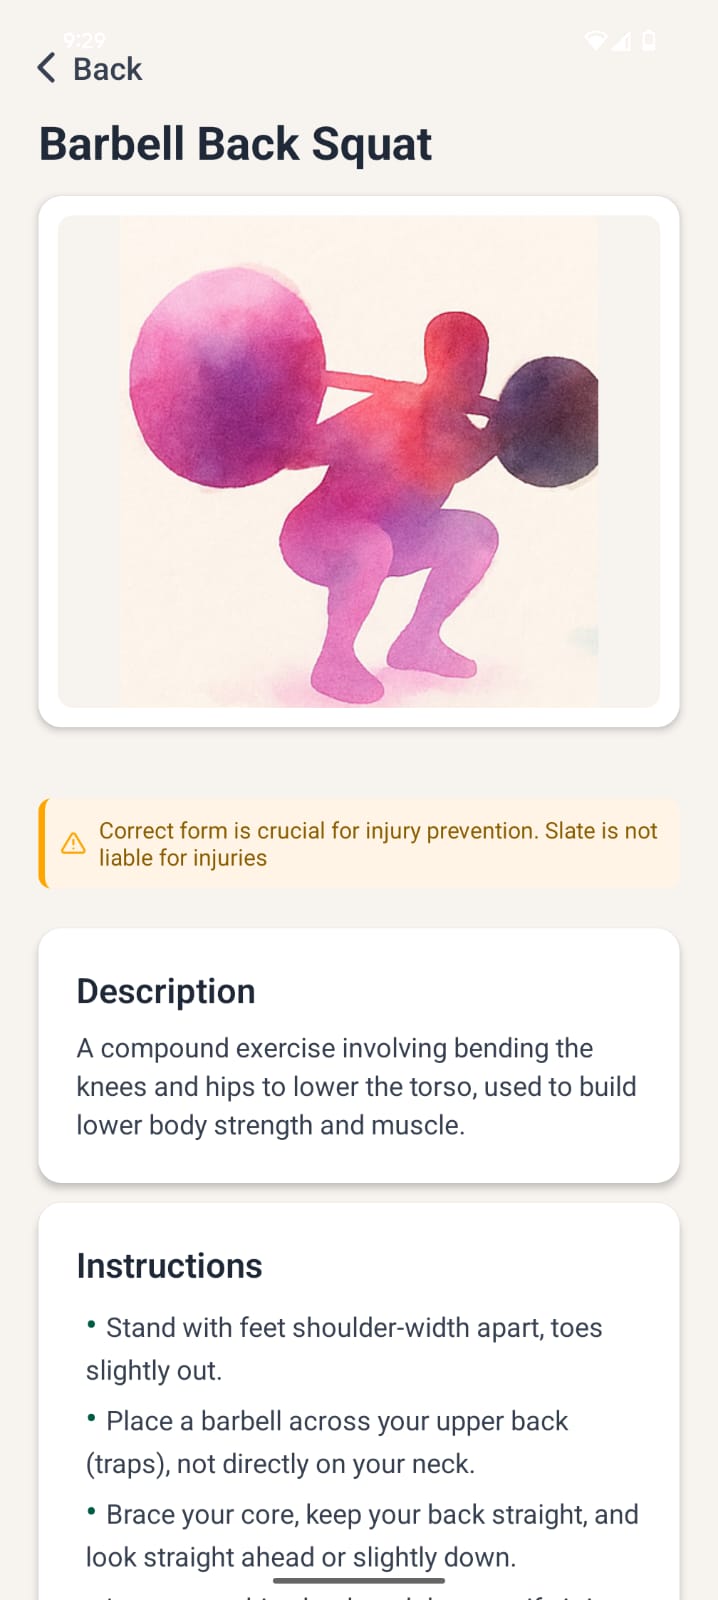 9:29
Back
Barbell Back Squat
Correct form is crucial for injury prevention. Slate is not
liable for injuries
Description
A compound exercise involving bending the
knees and hips to lower the torso, used to build
lower body strength and muscle.
Instructions
• Stand with feet shoulder-width apart, toes
slightly out.
• Place a barbell across your upper back
(traps), not directly on your neck.
• Brace your core, keep your back straight, and
look straight ahead or slightly down.